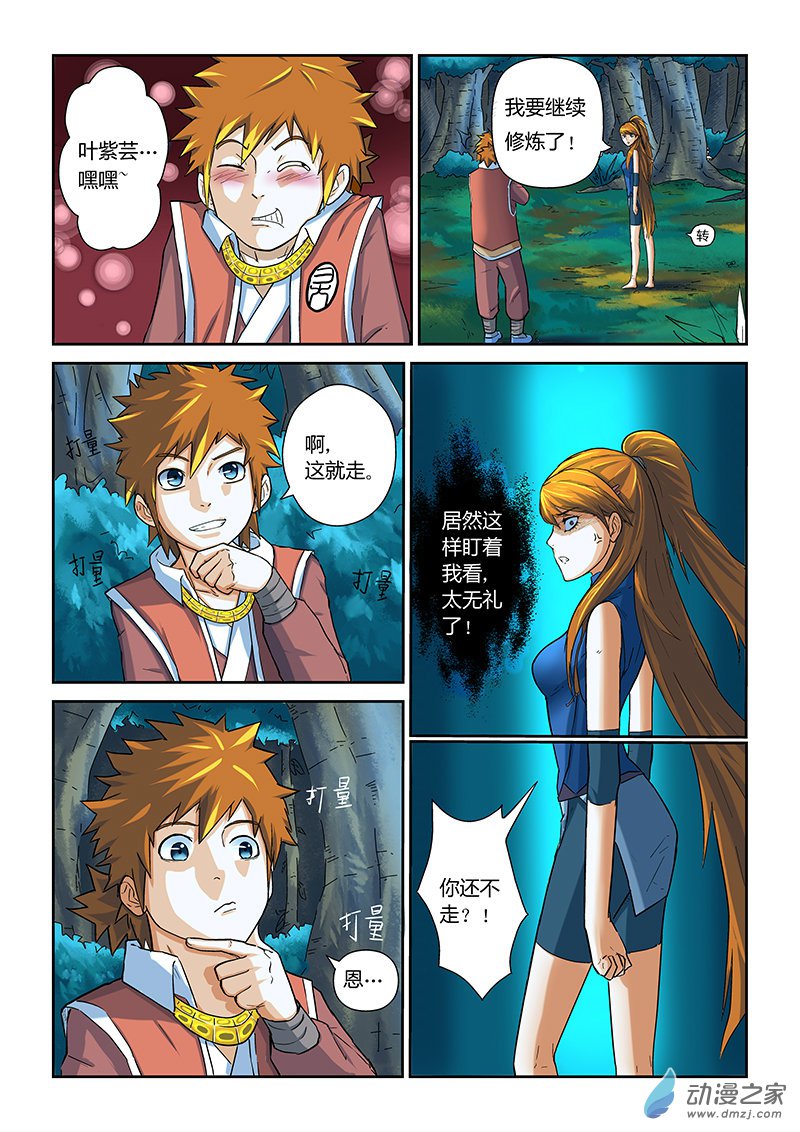 叶紫芸…
嘿嘿~
我要继续
修炼了！
转
打量
啊，
这就走。
打量
打量
居然这
样盯着
我看，
太无礼
了！
打量
打量
恩…
你还不
走？！
动漫之家
www.dmzj.com